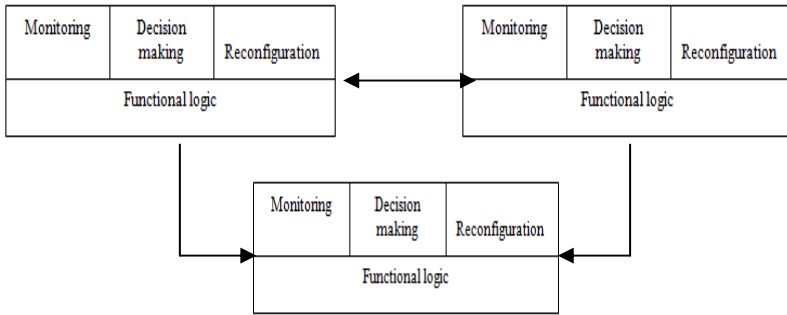 Monitoring
Decision
making
Reconfiguration
Functional logic
Monitoring
Decision
making
Reconfiguration
Functional logic
Monitoring
Decision
making
Reconfiguration
Functional logic